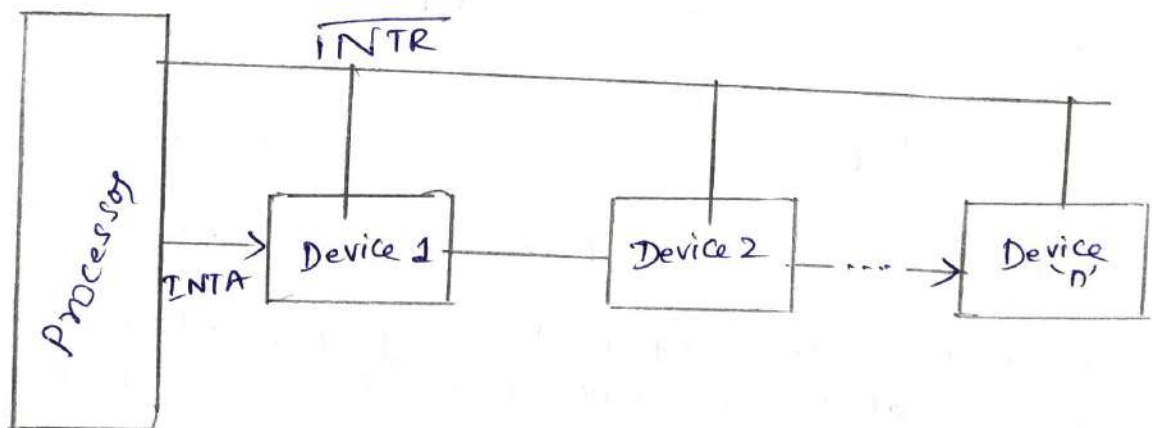 INTR
Processor
INTA
Device 1
Device 2
....
Device
'n'